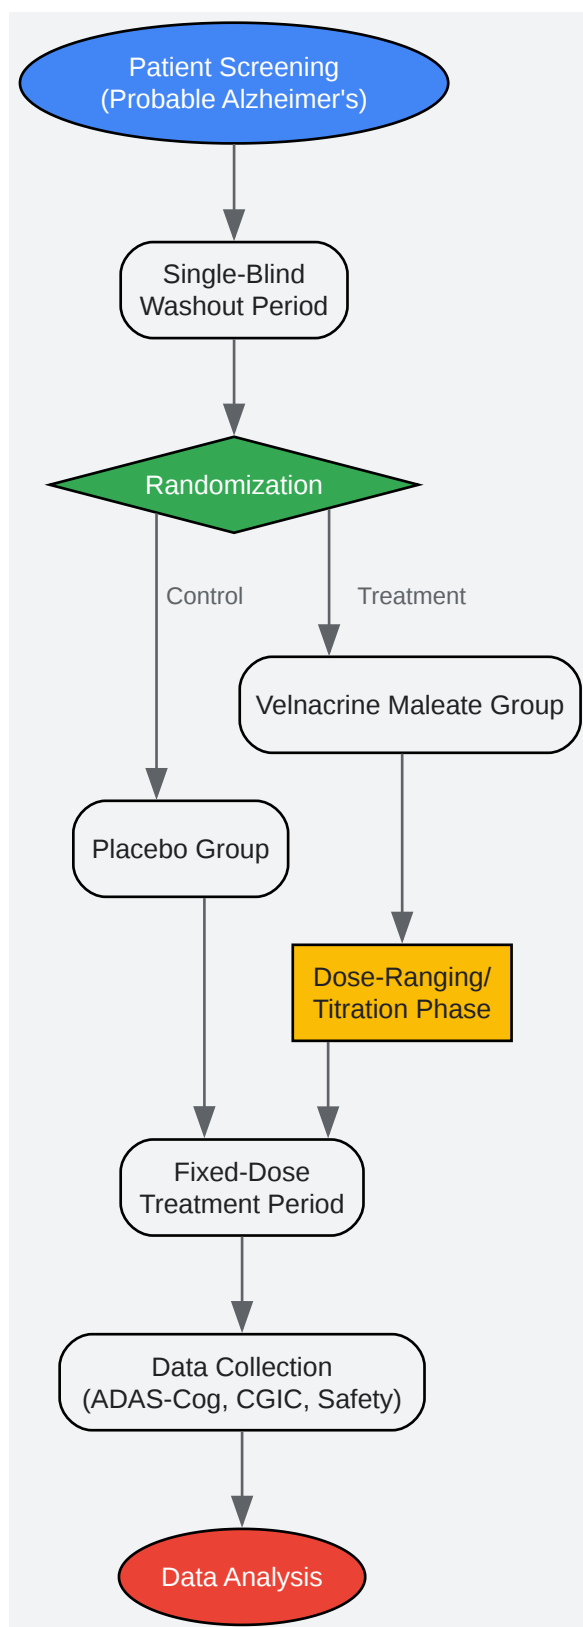 Patient Screening
(Probable Alzheimer's)
Single-Blind
Washout Period
Randomization
Control
Treatment
Velnacrine Maleate Group
Placebo Group
Dose-Ranging/
Titration Phase
Fixed-Dose
Treatment Period
Data Collection
(ADAS-Cog, CGIC, Safety)
Data Analysis